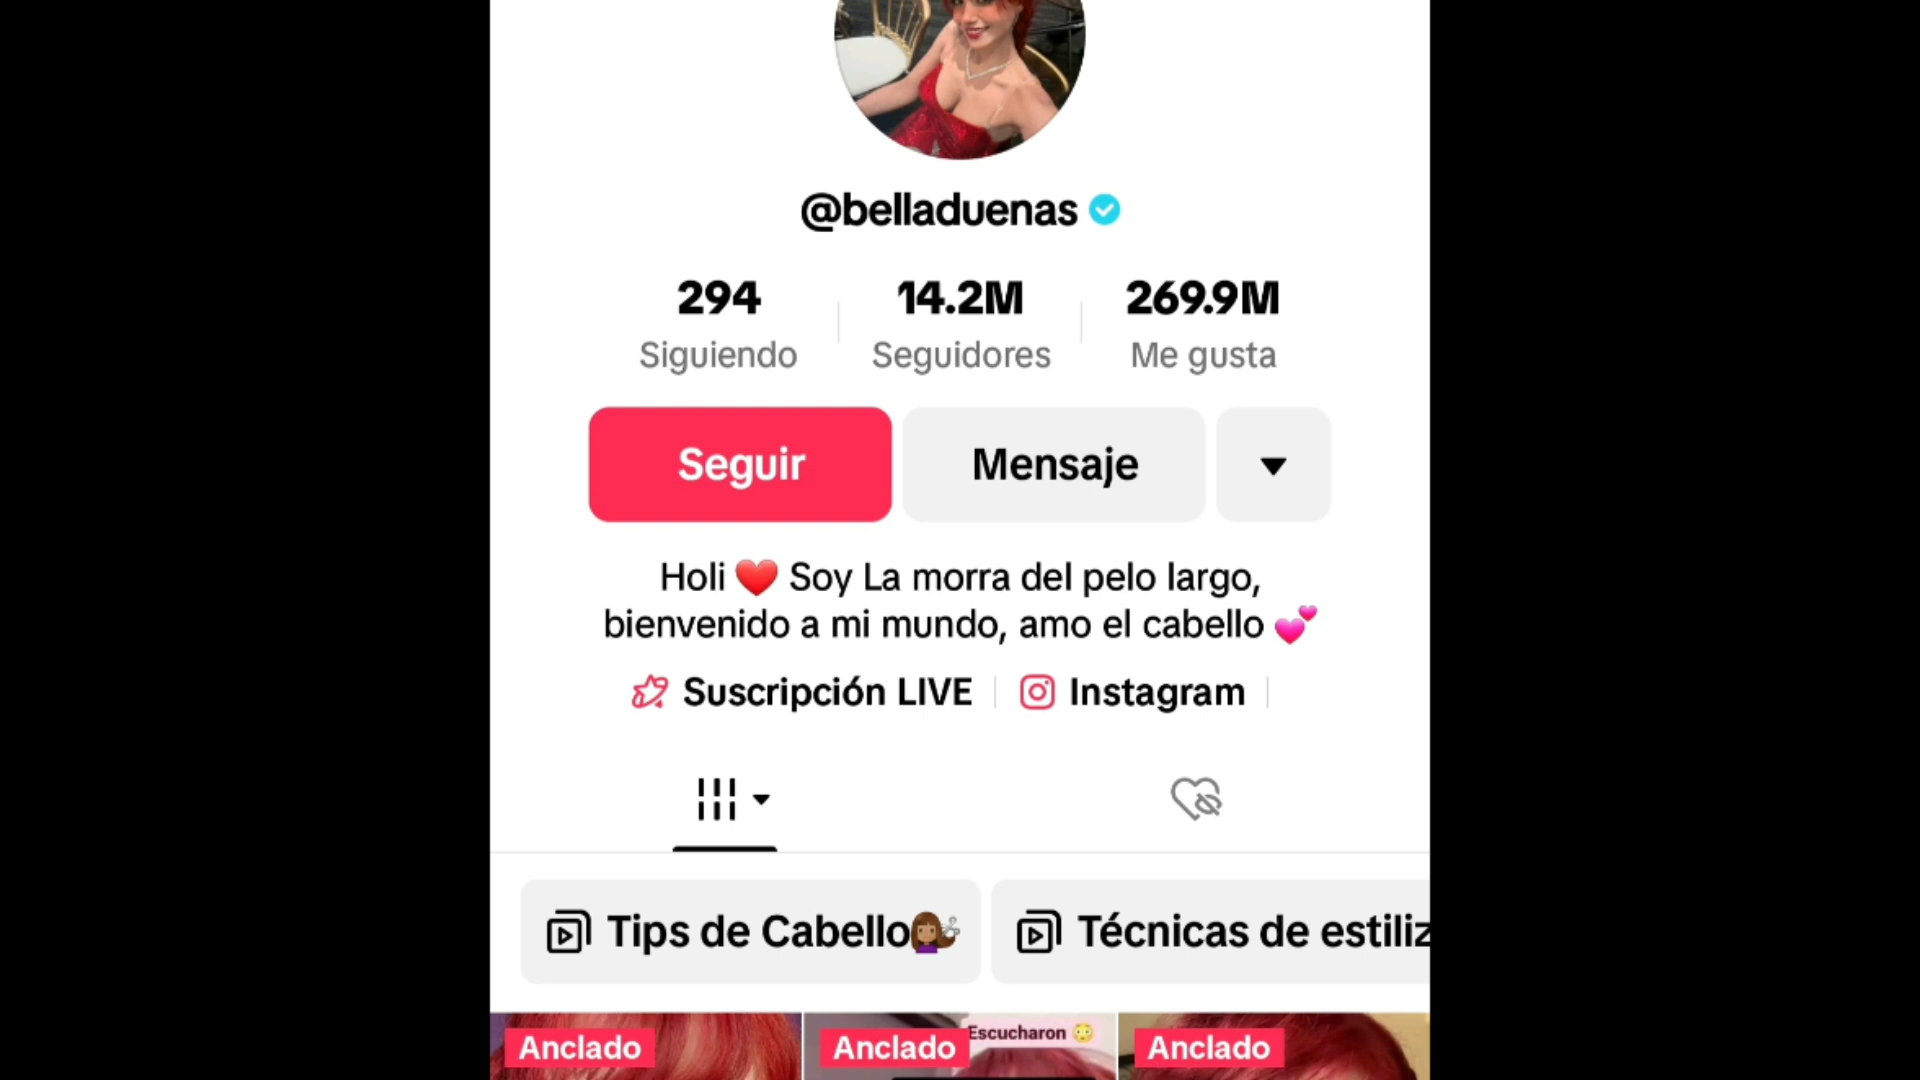 @belladuenas
294
14.2M
269.9M
Siguiendo
Seguidores
Me gusta
Seguir
Mensaje
Holi ❤️ Soy La morra del pelo largo,
bienvenido a mi mundo, amo el cabello 💕
Suscripción LIVE
Instagram
Tips de Cabello💇🏾‍♀️
Técnicas de estiliz
Anclado
Anclado
Escucharon 😳
Anclado